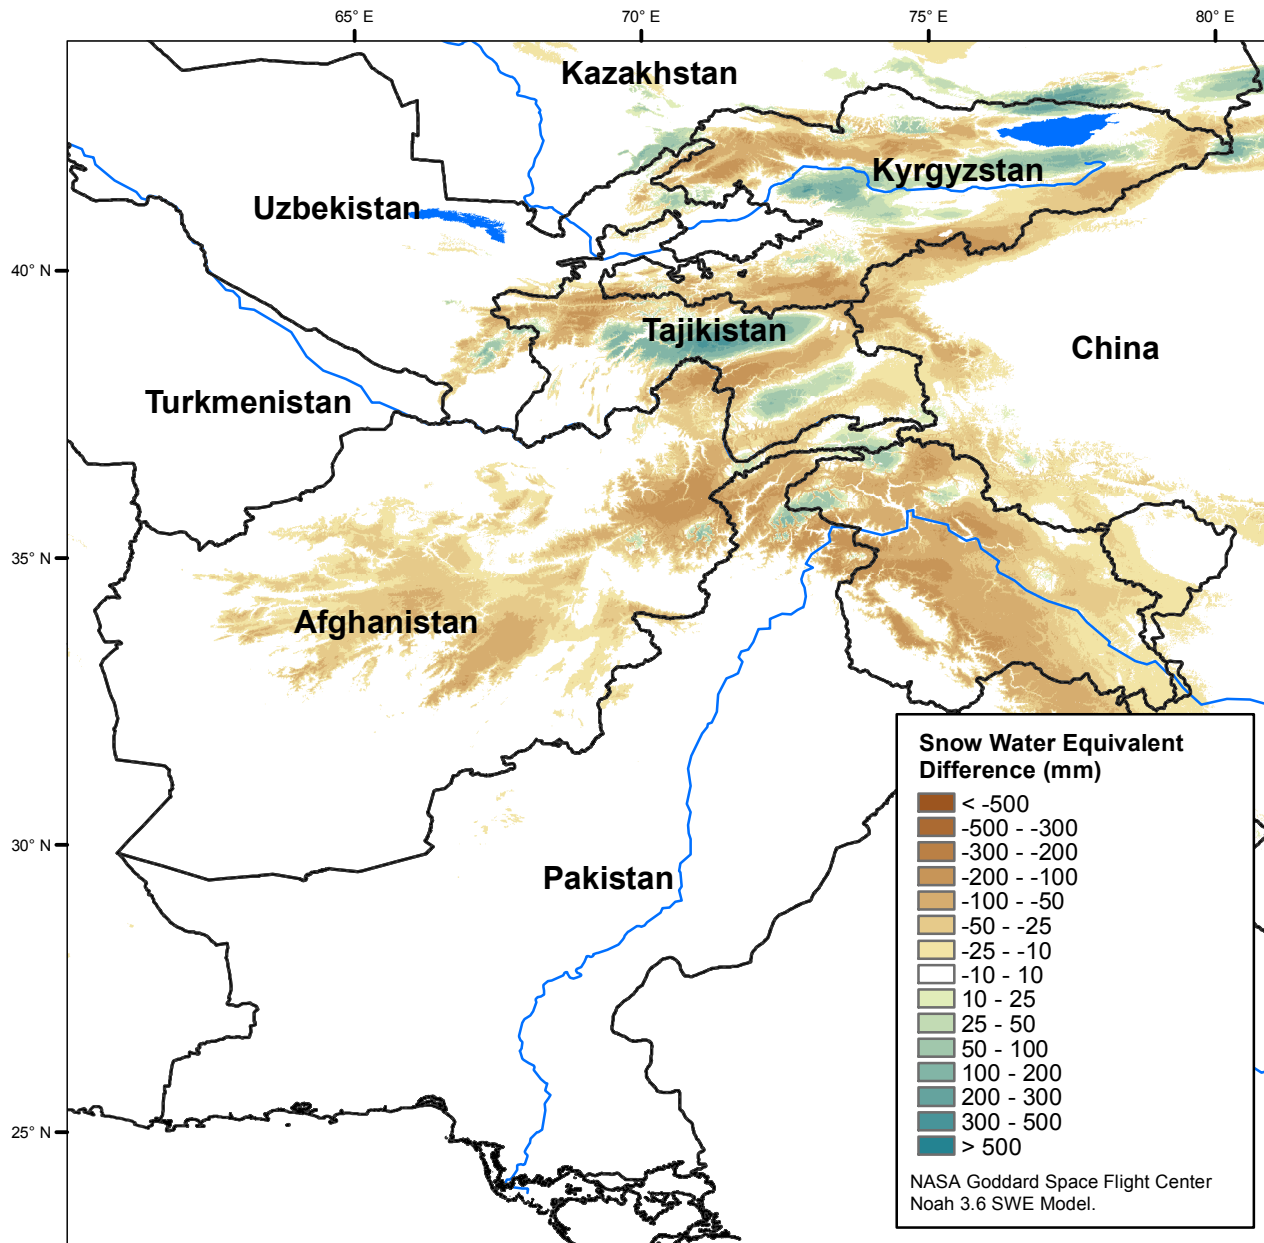 65° E
70° E
75° E
80° E
Kazakhstan
Kyrgyzstan
Uzbekistan
40° N
Tajikistan
China
Turkmenistan
35° N
Afghanistan
30° N
Pakistan
25° N
Snow Water Equivalent
Difference (mm)
< -500
-500 - -300
-300 - -200
-200 - -100
-100 - -50
-50 - -25
-25 - -10
-10 - 10
10 - 25
25 - 50
50 - 100
100 - 200
200 - 300
300 - 500
> 500
NASA Goddard Space Flight Center
Noah 3.6 SWE Model.